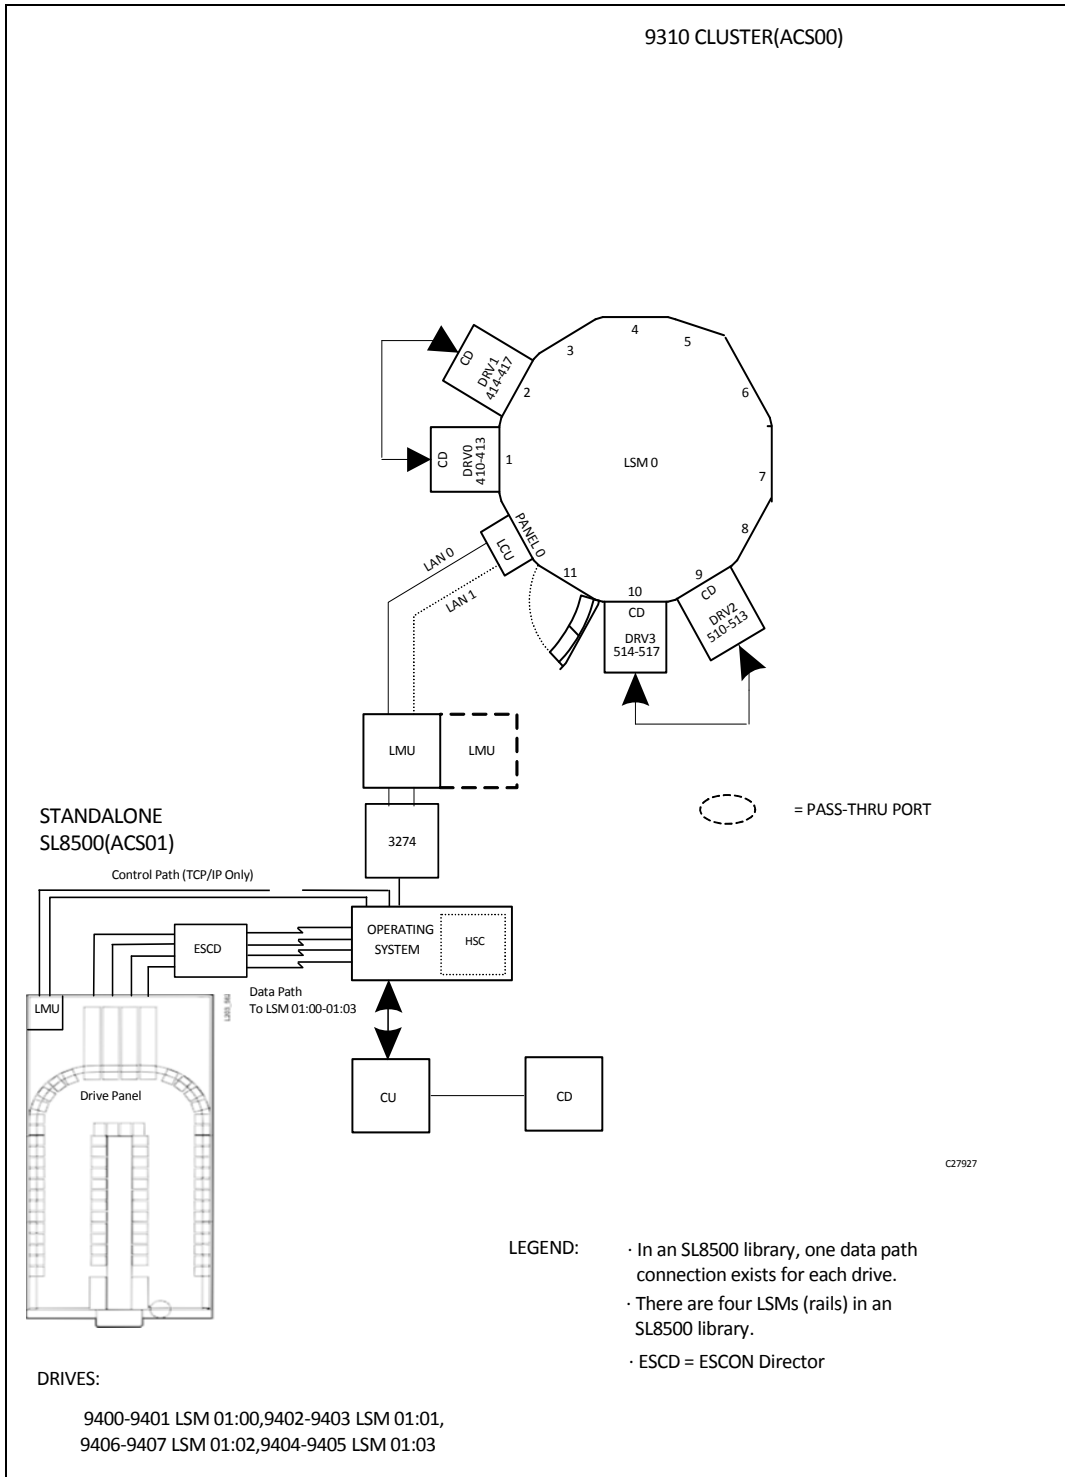 9310 CLUSTER(ACS00)
4
3
5
CD
DRV1
414-417
2
6
CD
DRV0
410-413
1
LSM 0
7
PANEL 0
8
LCU
LAN 0
11
9
LAN 1
10
CD
DRV3
514-517
CD
DRV2
510-513
LMU
LMU
= PASS-THRU PORT
STANDALONE
SL8500(ACS01)
3274
Control Path (TCP/IP Only)
OPERATING
SYSTEM
HSC
ESCD
Data Path
To LSM 01:00-01:03
LMU
Drive Panel
CU
CD
C27927
LEGEND:
· In an SL8500 library, one data path
connection exists for each drive.
· There are four LSMs (rails) in an
SL8500 library.
· ESCD = ESCON Director
DRIVES:
9400-9401 LSM 01:00,9402-9403 LSM 01:01,
9406-9407 LSM 01:02,9404-9405 LSM 01:03